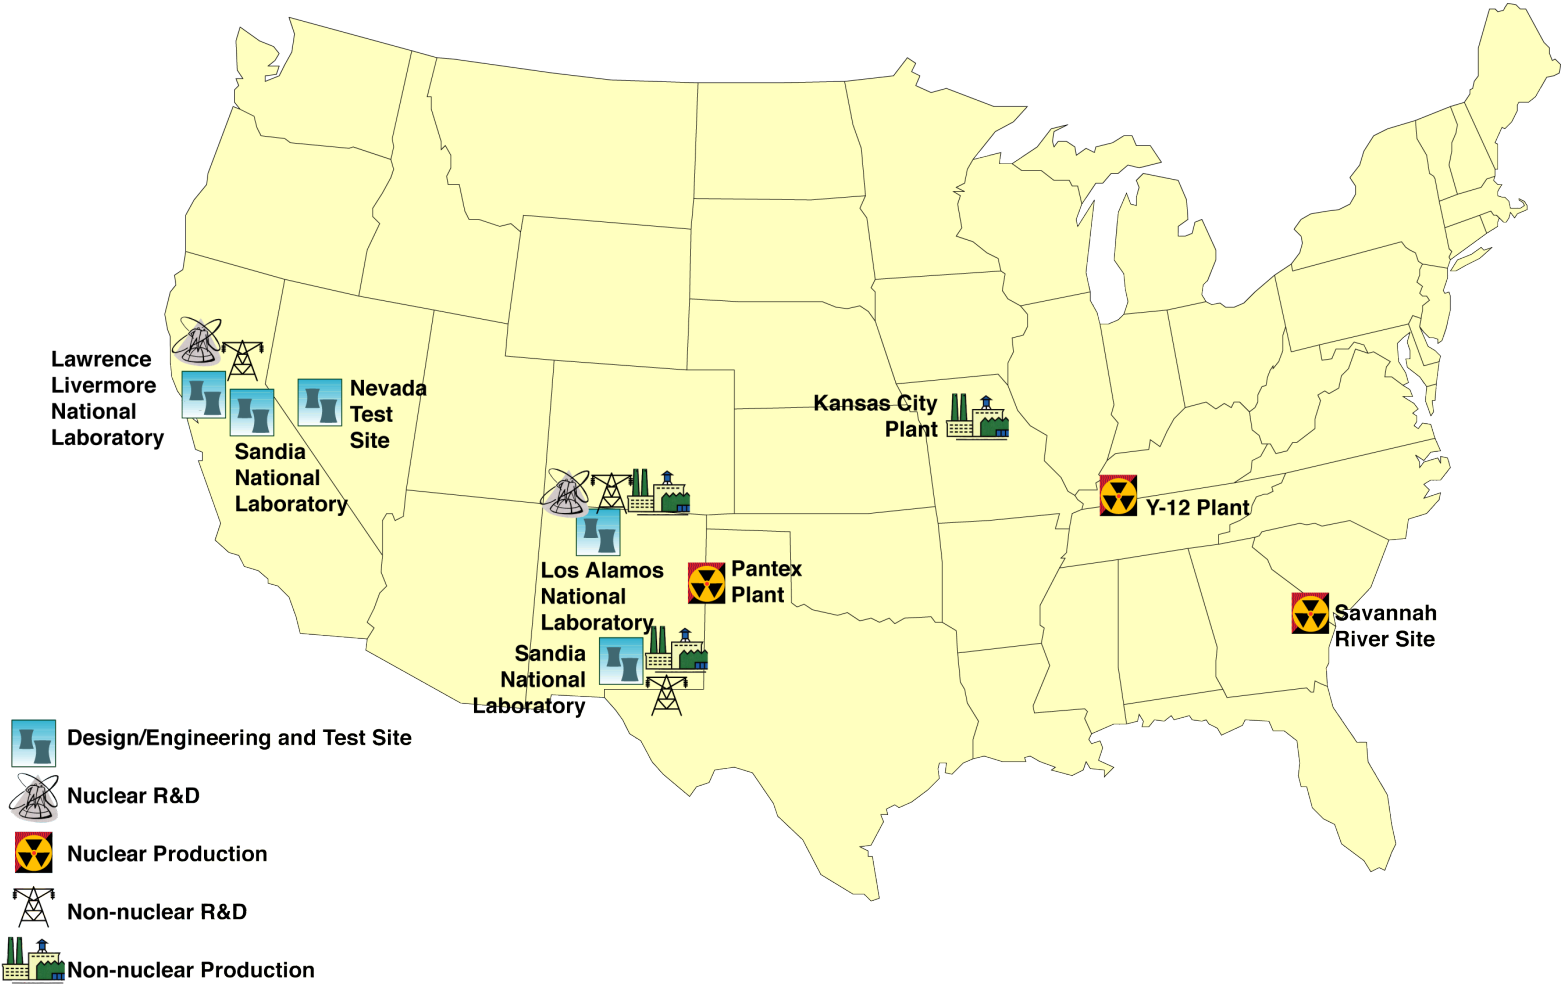 Lawrence
Livermore
National
Laboratory
Sandia
National
Laboratory
Nevada
Test
Site
Kansas City
Plant
Y-12 Plant
Los Alamos
National
Laboratory
Pantex
Plant
Savannah
River Site
Sandia
National
Laboratory
Design/Engineering and Test Site
Nuclear R&D
Nuclear Production
Non-nuclear R&D
Non-nuclear Production